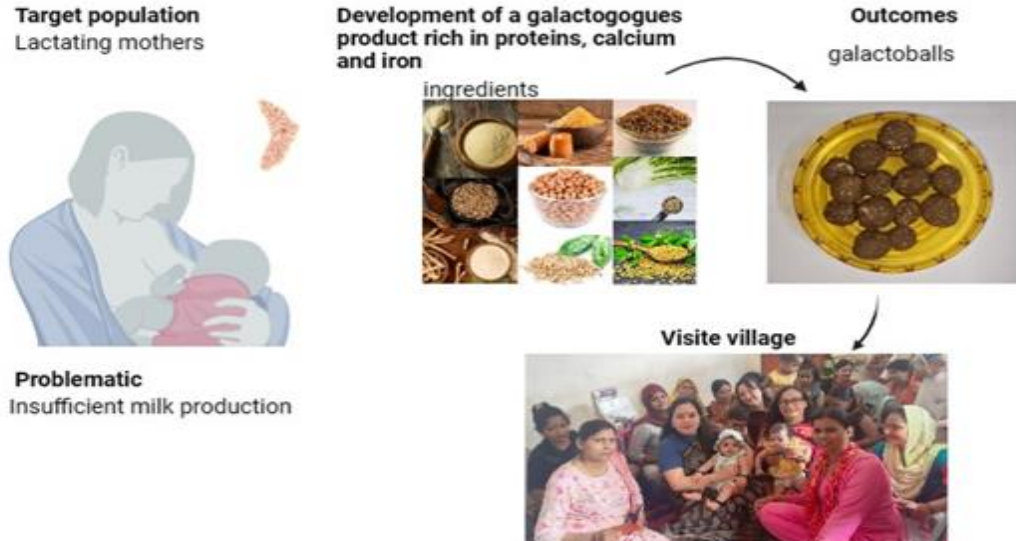 Target population
Lactating mothers
Problematic
Insufficient milk production
Development of a galactogogues
product rich in proteins, calcium
and iron
ingredients
Outcomes
galactoballs
Visite village